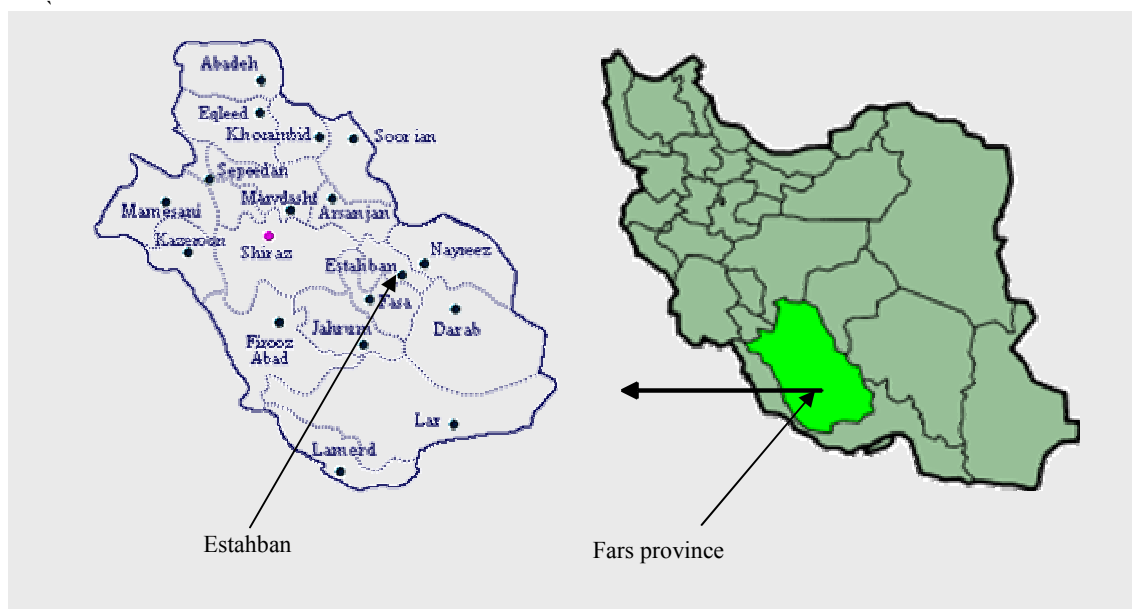 Abadeh
Eqleed
Khorambid
Soorian
Sepeedan
Mamesani
Marvdasht
Arsanjan
Kazeroon
Shiraz
Nayreez
Estahban
Fasa
Jahrum
Darab
Firooz
Abad
Lar
Lamerd
Estahban
Fars province